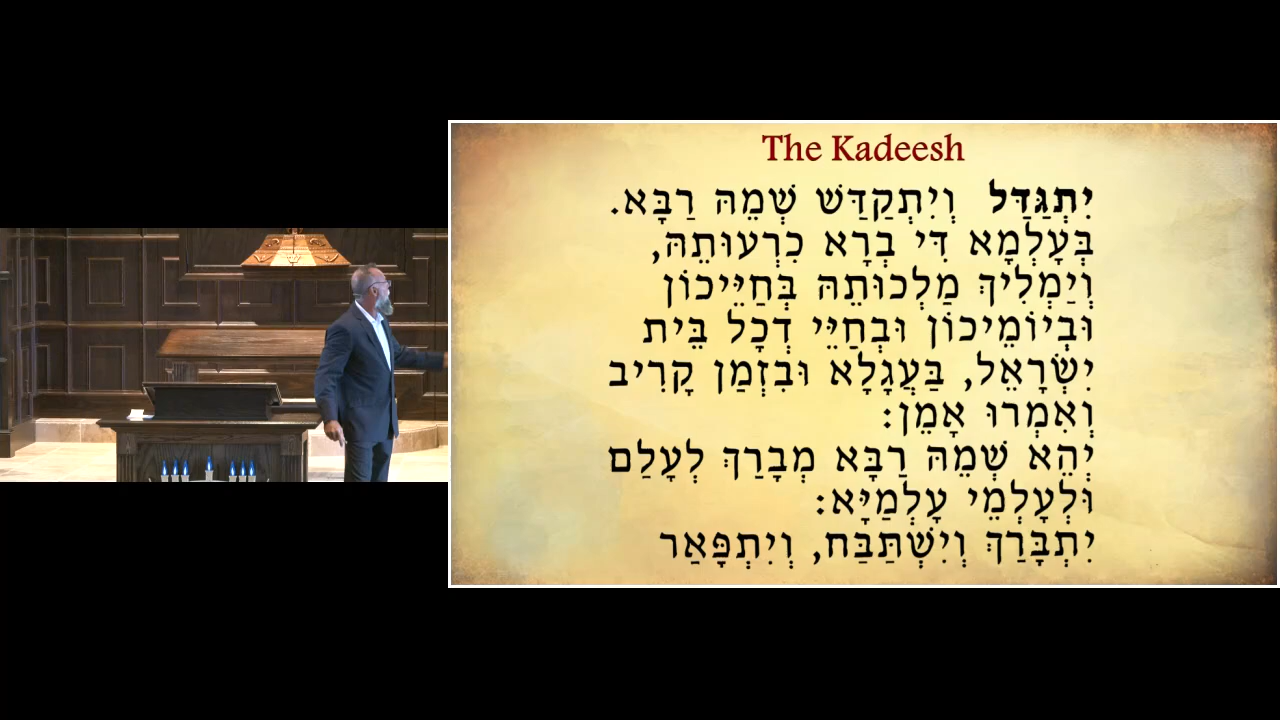 The Kadeesh
יִתְגַּדַּל וְיִתְקַדַּשׁ שְׁמֵהּ רַבָּא.
בְּעָלְמָא דִּי בְרָא כִרְעוּתֵהּ,
וְיַמְלִיךְ מַלְכוּתֵהּ בְּחַיֵּיכוֹן
וּבְיוֹמֵיכוֹן וּבְחַיֵּי דְכָל בֵּית
יִשְׂרָאֵל, בַּעֲגָלָא וּבִזְמַן קָרִיב
וְאִמְרוּ אָמֵן:
יְהֵא שְׁמֵהּ רַבָּא מְבָרַךְ לְעָלַם
וּלְעָלְמֵי עָלְמַיָּא:
יִתְבָּרַךְ וְיִשְׁתַּבַּח, וְיִתְפָּאַר